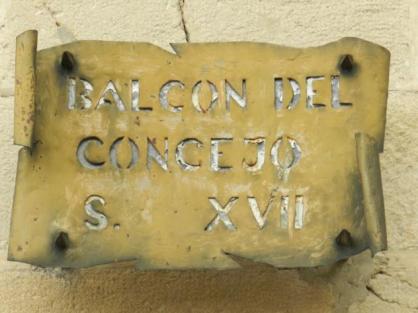 BALCON DEL
CONCEJO
S. XVII